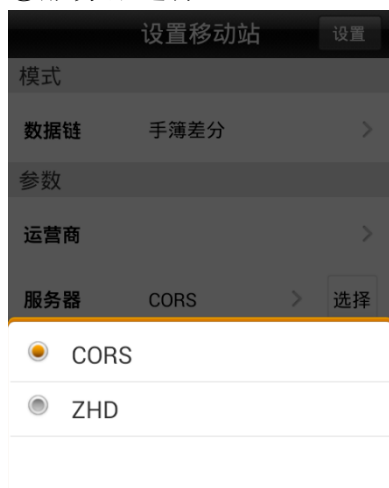 设置移动站 设置
模式
数据链 手簿差分
参数
运营商
服务器 CORS 选择
CORS
ZHD